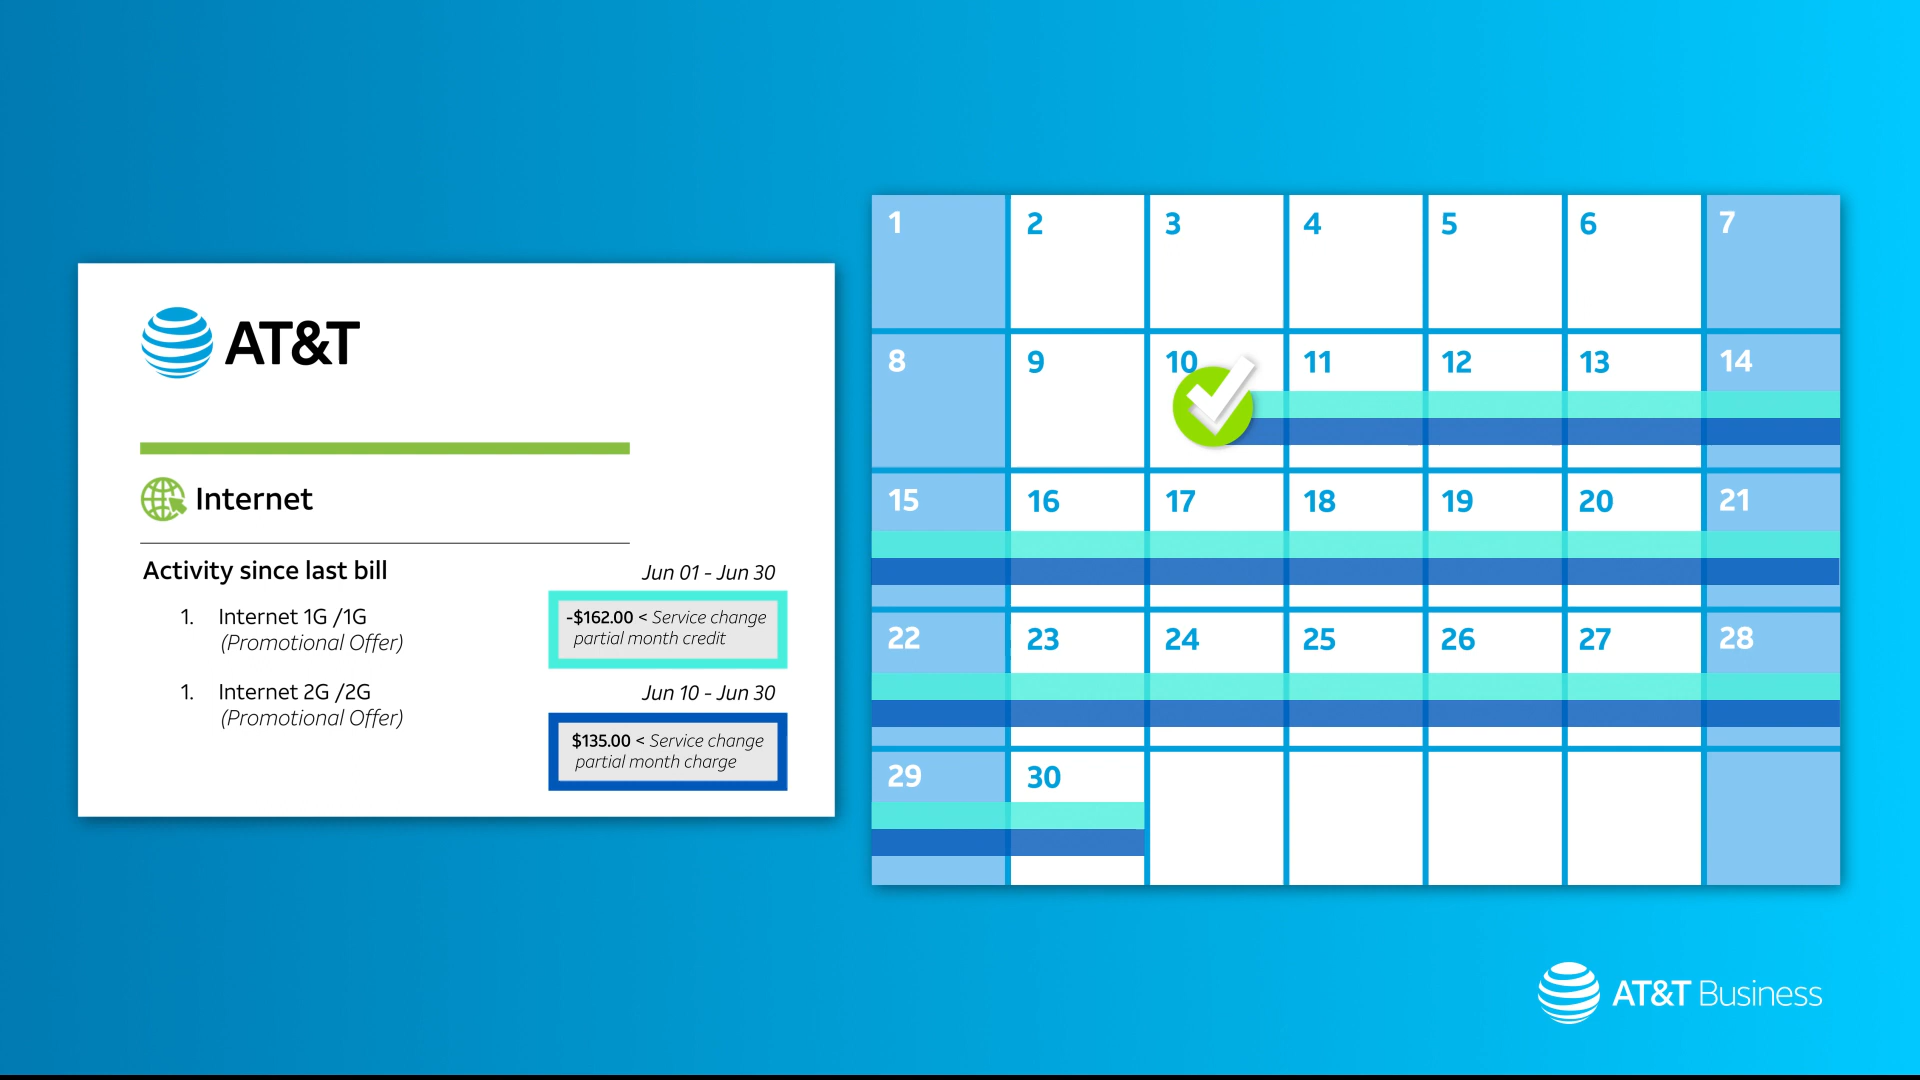 AT&T
Internet
Activity since last bill
Jun 01 - Jun 30
1. Internet 1G /1G
(Promotional Offer)
-$162.00 < Service change
partial month credit
1. Internet 2G /2G
(Promotional Offer)
Jun 10 - Jun 30
$135.00 < Service change
partial month charge
1 2 3 4 5 6 7
8 9 10 11 12 13 14
15 16 17 18 19 20 21
22 23 24 25 26 27 28
29 30
AT&T Business